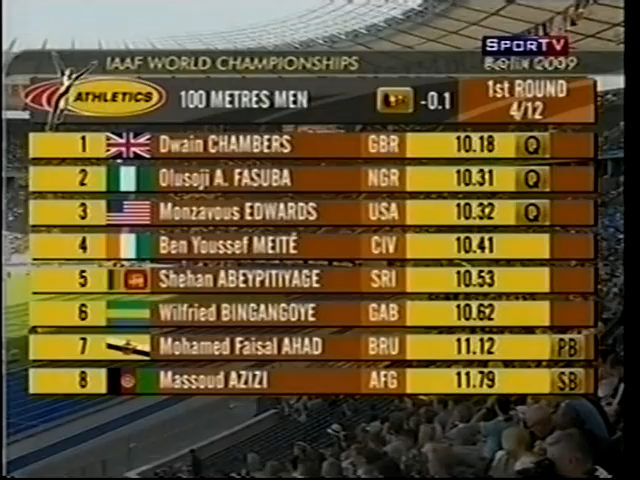 SPORTV
IAAF WORLD CHAMPIONSHIPS Berlin 2009
ATHLETICS 100 METRES MEN -0.1 1st ROUND
4/12
1 Dwain CHAMBERS GBR 10.18 Q
2 Olusoji A. FASUBA NGR 10.31 Q
3 Monzavous EDWARDS USA 10.32 Q
4 Ben Youssef MEITÉ CIV 10.41
5 Shehan ABEYPITIYAGE SRI 10.53
6 Wilfried BINGANGOYE GAB 10.62
7 Mohamed Faisal AHAD BRU 11.12 PB
8 Massoud AZIZI AFG 11.79 SB